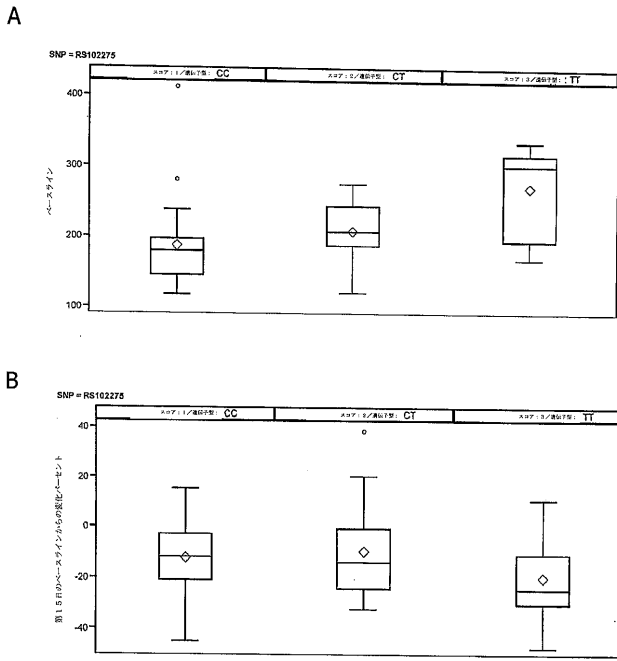 A
SNP = RS102275
スコア：1／遺伝子型： CC
スコア：2／遺伝子型： CT
スコア：3／遺伝子型： TT
400
300
200
100
ベースライン
B
SNP = RS102275
スコア：1／遺伝子型： CC
スコア：2／遺伝子型： CT
スコア：3／遺伝子型： TT
40
20
0
-20
-40
第15日のベースラインからの変化パーセント